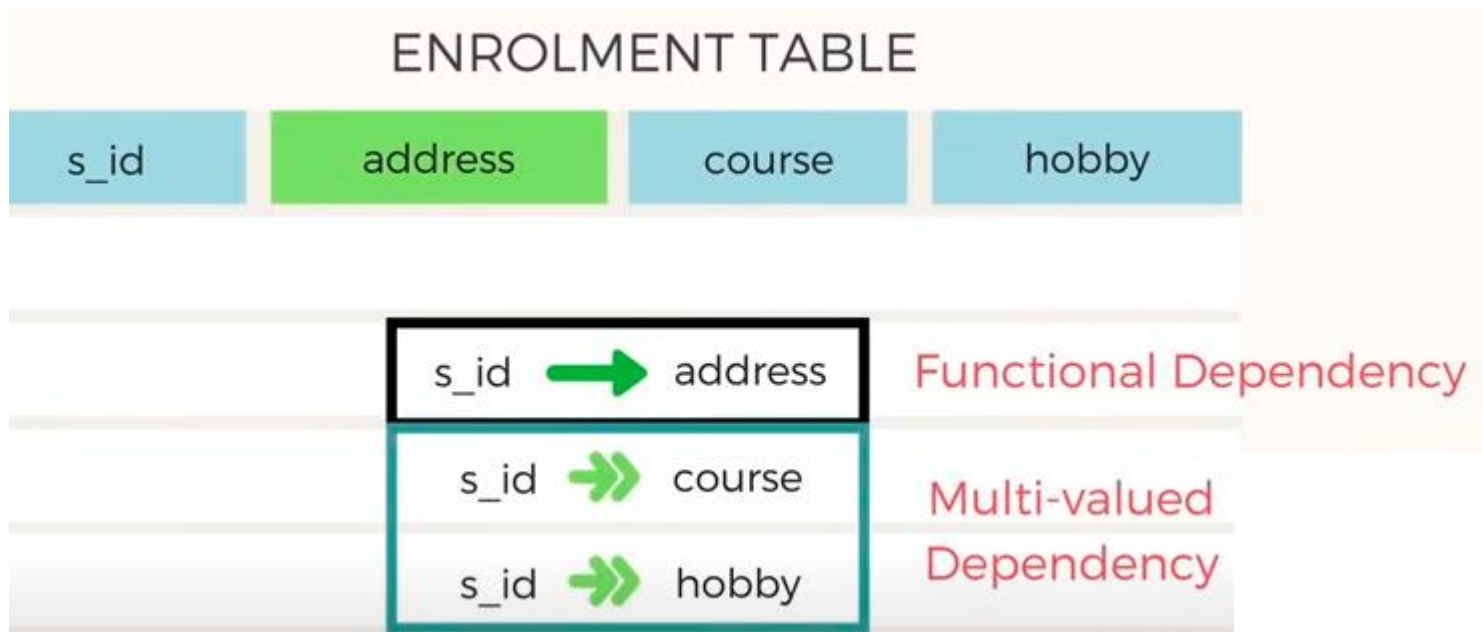 ENROLMENT TABLE
s_id address course hobby
s_id address Functional Dependency
s_id course
Multi-valued
Dependency
s_id hobby